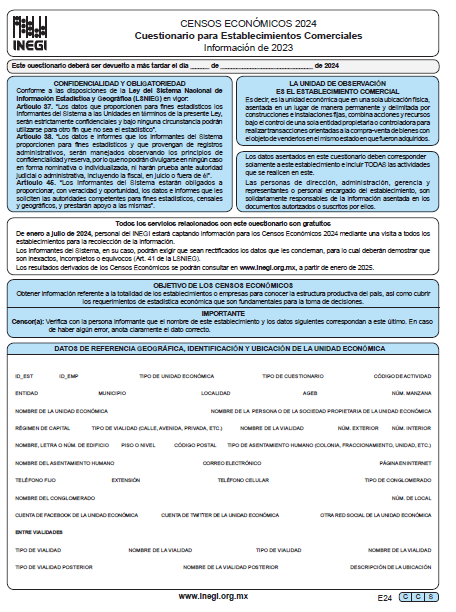 INEGI
CENSOS ECONÓMICOS 2024
Cuestionario para Establecimientos Comerciales
Información de 2023
Este cuestionario deberá ser devuelto a más tardar el día _____ de ____________________ de 2024
CONFIDENCIALIDAD Y OBLIGATORIEDAD
Conforme a las disposiciones de la Ley del Sistema Nacional de
Información Estadística y Geográfica (LSNIEG) en vigor:
Artículo 37. "Los datos que proporcionen para fines estadísticos los
Informantes del Sistema a las Unidades en términos de la presente Ley,
serán estrictamente confidenciales y bajo ninguna circunstancia podrán
utilizarse para otro fin que no sea el estadístico".
Artículo 38. "Los datos e informes que los Informantes del Sistema
proporcionen para fines estadísticos y que provengan de registros
administrativos, serán manejados observando los principios de
confidencialidad y reserva, por lo que no podrán divulgarse en ningún caso
en forma nominativa o individualizada, ni harán prueba ante autoridad
judicial o administrativa, incluyendo la fiscal, en juicio o fuera de él".
Artículo 45. "Los Informantes del Sistema estarán obligados a
proporcionar, con veracidad y oportunidad, los datos e informes que les
soliciten las autoridades competentes para fines estadísticos, censales
y geográficos, y prestarán apoyo a las mismas".
LA UNIDAD DE OBSERVACIÓN
ES EL ESTABLECIMIENTO COMERCIAL
Es decir, es la unidad económica que en una sola ubicación física,
asentada en un lugar de manera permanente y delimitada por
construcciones e instalaciones fijas, combina acciones y recursos
bajo el control de una sola entidad propietaria o controladora para
realizar transacciones orientadas a la compra-venta de bienes con
el objeto de venderlos en el mismo estado en que fueron adquiridos.
Los datos asentados en este cuestionario deben corresponder
solamente a este establecimiento e incluir TODAS las actividades
que se realicen en este.
Las personas de dirección, administración, gerencia y
representantes o personal encargado del establecimiento, son
solidariamente responsables de la información asentada en los
documentos autorizados o suscritos por ellos.
Todos los servicios relacionados con este cuestionario son gratuitos
De enero a julio de 2024, personal del INEGI estará captando información para los Censos Económicos 2024 mediante una visita a todos los
establecimientos para la recolección de la información.
Los Informantes del Sistema, en su caso, podrán exigir que sean rectificados los datos que les conciernan, para lo cual deberán demostrar que
son inexactos, incompletos o equívocos (Art. 41 de la LSNIEG).
Los resultados derivados de los Censos Económicos se podrán consultar en www.inegi.org.mx, a partir de enero de 2025.
OBJETIVO DE LOS CENSOS ECONÓMICOS
Obtener información referente a la totalidad de los establecimientos o empresas para conocer la estructura productiva del país, así como cubrir
los requerimientos de estadística económica que son fundamentales para la toma de decisiones.
IMPORTANTE
Censor(a): Verifica con la persona informante que el nombre de este establecimiento y los datos siguientes correspondan a este último. En caso
de haber algún error, anota claramente el dato correcto.
DATOS DE REFERENCIA GEOGRÁFICA, IDENTIFICACIÓN Y UBICACIÓN DE LA UNIDAD ECONÓMICA
ID_EST ID_EMP TIPO DE UNIDAD ECONÓMICA TIPO DE CUESTIONARIO CÓDIGO DE ACTIVIDAD
ENTIDAD MUNICIPIO LOCALIDAD AGEB NÚM. MANZANA
NOMBRE DE LA UNIDAD ECONÓMICA NOMBRE DE LA PERSONA O DE LA SOCIEDAD PROPIETARIA DE LA UNIDAD ECONÓMICA
RÉGIMEN DE CAPITAL TIPO DE VIALIDAD (CALLE, AVENIDA, PRIVADA, ETC.) NOMBRE DE LA VIALIDAD NÚM. EXTERIOR NÚM. INTERIOR
NOMBRE, LETRA O NÚM. DE EDIFICIO PISO O NIVEL CÓDIGO POSTAL TIPO DE ASENTAMIENTO HUMANO (COLONIA, FRACCIONAMIENTO, UNIDAD, ETC.)
NOMBRE DEL ASENTAMIENTO HUMANO CORREO ELECTRÓNICO PÁGINA EN INTERNET
TELÉFONO FIJO EXTENSIÓN TELÉFONO CELULAR TIPO DE CONGLOMERADO
NOMBRE DEL CONGLOMERADO NÚM. DE LOCAL
CUENTA DE FACEBOOK DE LA UNIDAD ECONÓMICA CUENTA DE TWITTER DE LA UNIDAD ECONÓMICA OTRA RED SOCIAL DE LA UNIDAD ECONÓMICA
ENTRE VIALIDADES
TIPO DE VIALIDAD NOMBRE DE LA VIALIDAD TIPO DE VIALIDAD NOMBRE DE LA VIALIDAD
TIPO DE VIALIDAD POSTERIOR NOMBRE DE LA VIALIDAD POSTERIOR DESCRIPCIÓN DE LA UBICACIÓN
www.inegi.org.mx
E24 C C S